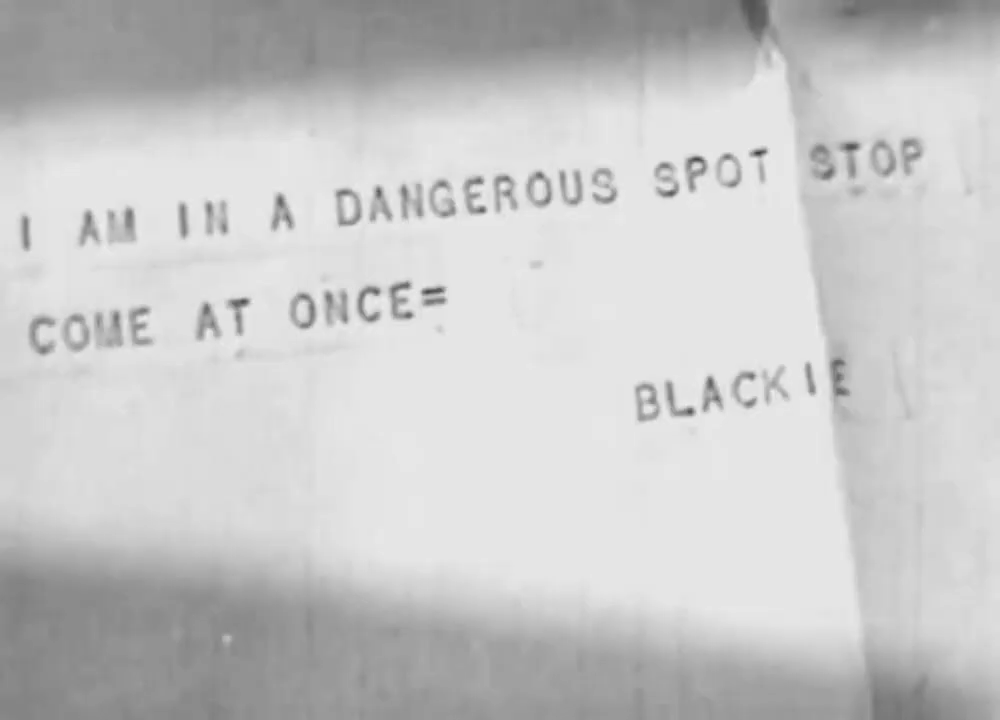 I AM IN A DANGEROUS SPOT STOP
COME AT ONCE=
BLACKIE